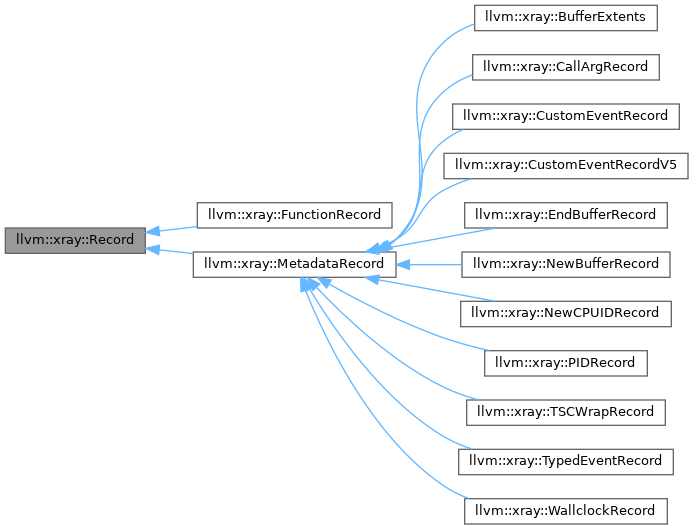 llvm::xray::Record
llvm::xray::FunctionRecord
llvm::xray::MetadataRecord
llvm::xray::BufferExtents
llvm::xray::CallArgRecord
llvm::xray::CustomEventRecord
llvm::xray::CustomEventRecordV5
llvm::xray::EndBufferRecord
llvm::xray::NewBufferRecord
llvm::xray::NewCPUIDRecord
llvm::xray::PIDRecord
llvm::xray::TSCWrapRecord
llvm::xray::TypedEventRecord
llvm::xray::WallclockRecord